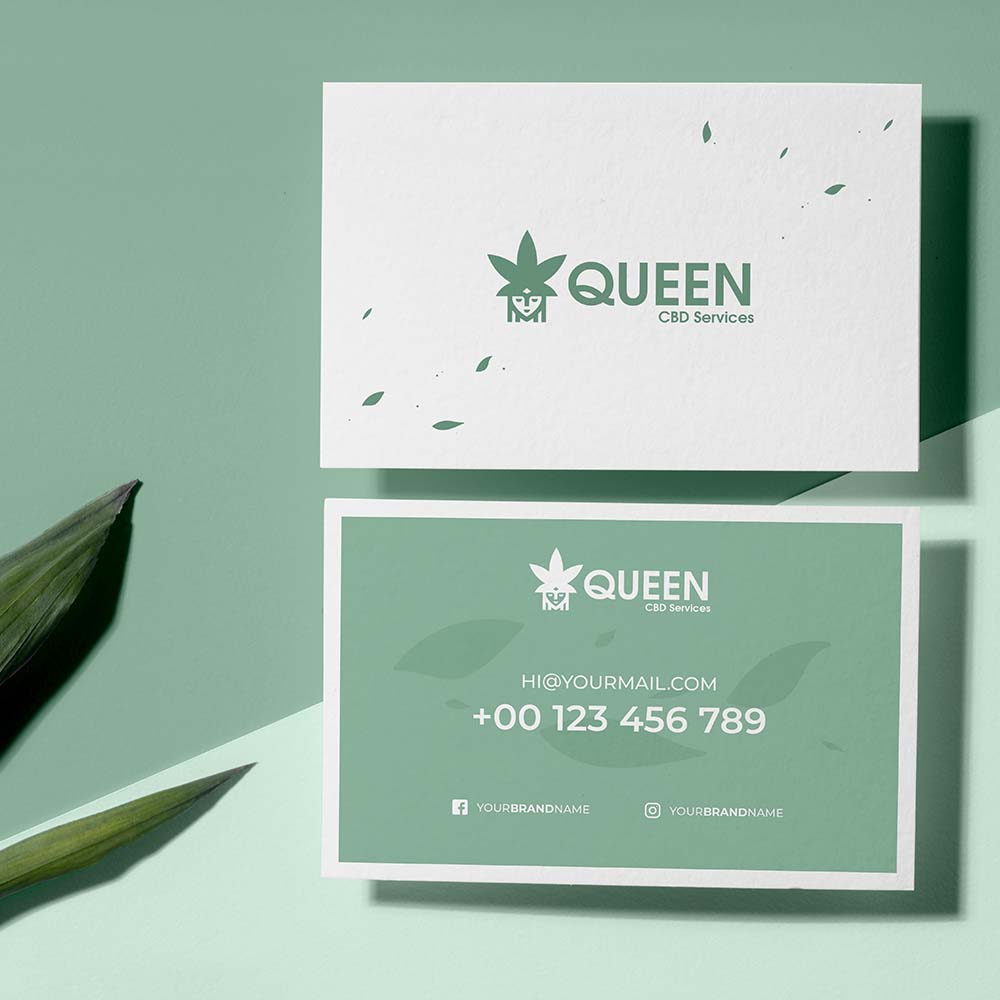 QUEEN
CBD Services
QUEEN
CBD Services
HI@YOURMAIL.COM
+00 123 456 789
YOURBRANDNAME
YOURBRANDNAME